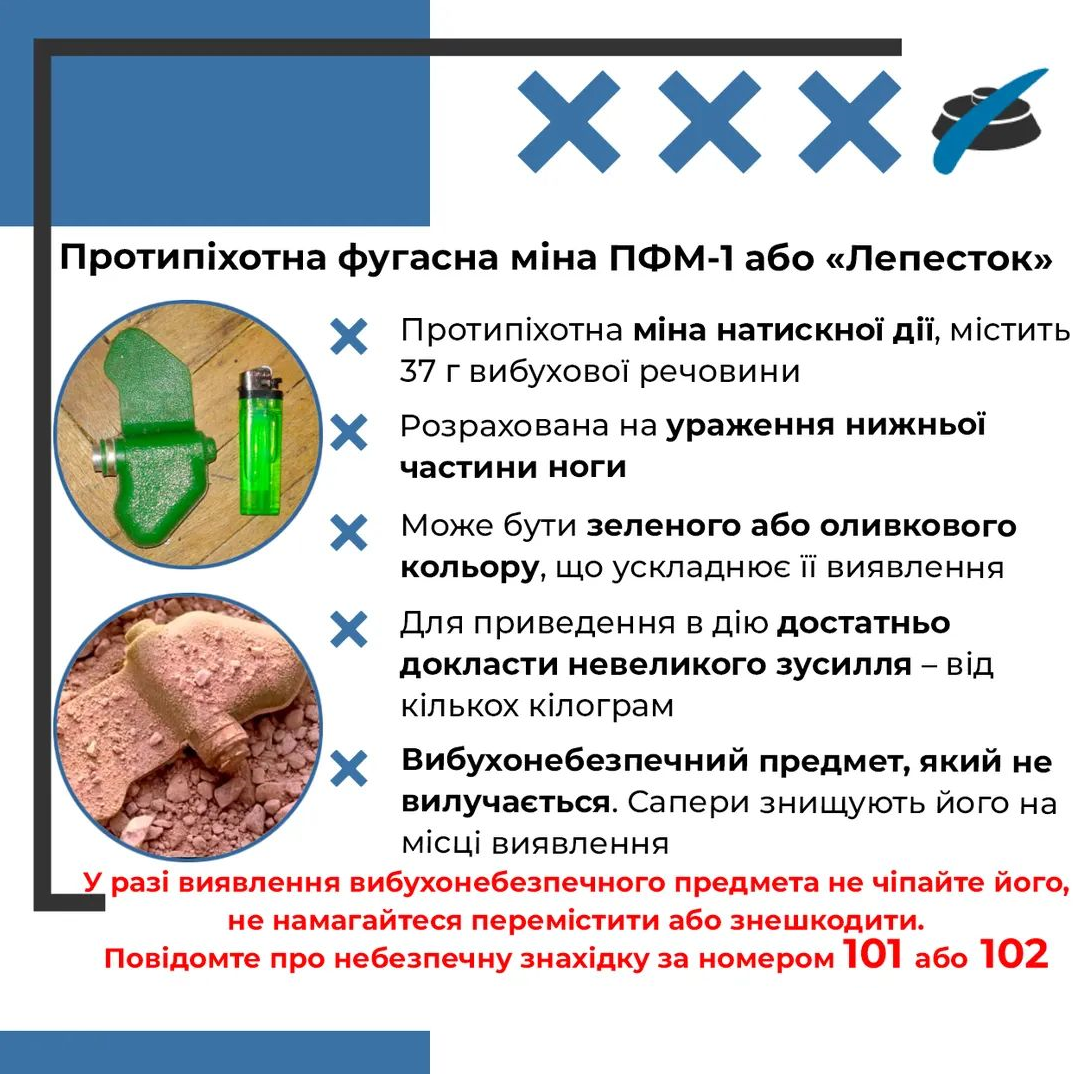 Протипіхотна фугасна міна ПФМ-1 або «Лепесток»
Протипіхотна міна натискної дії, містить
37 г вибухової речовини
Розрахована на ураження нижньої
частини ноги
Може бути зеленого або оливкового
кольору, що ускладнює її виявлення
Для приведення в дію достатньо
докласти невеликого зусилля – від
кількох кілограм
Вибухонебезпечний предмет, який не
вилучається. Сапери знищують його на
місці виявлення
У разі виявлення вибухонебезпечного предмета не чіпайте його,
не намагайтеся перемістити або знешкодити.
Повідомте про небезпечну знахідку за номером 101 або 102